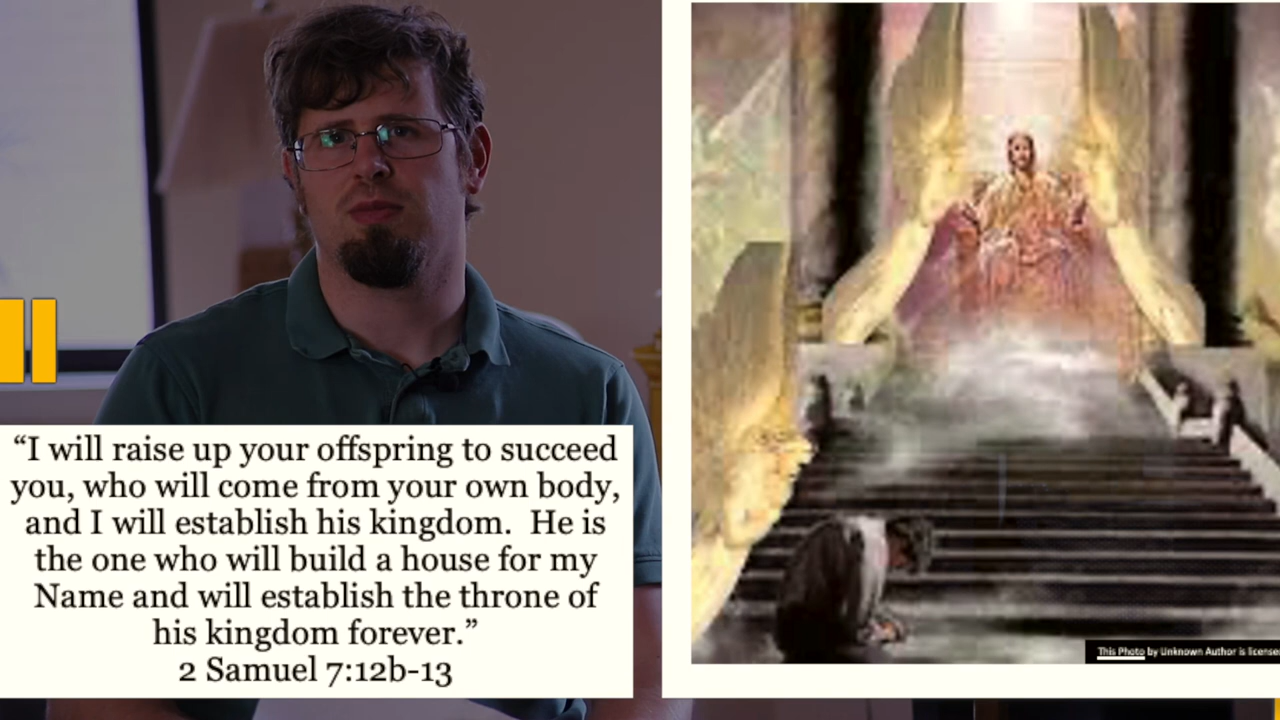 “I will raise up your offspring to succeed
you, who will come from your own body,
and I will establish his kingdom.  He is
the one who will build a house for my
Name and will establish the throne of
his kingdom forever.”
2 Samuel 7:12b-13
This Photo by Unknown Author is license